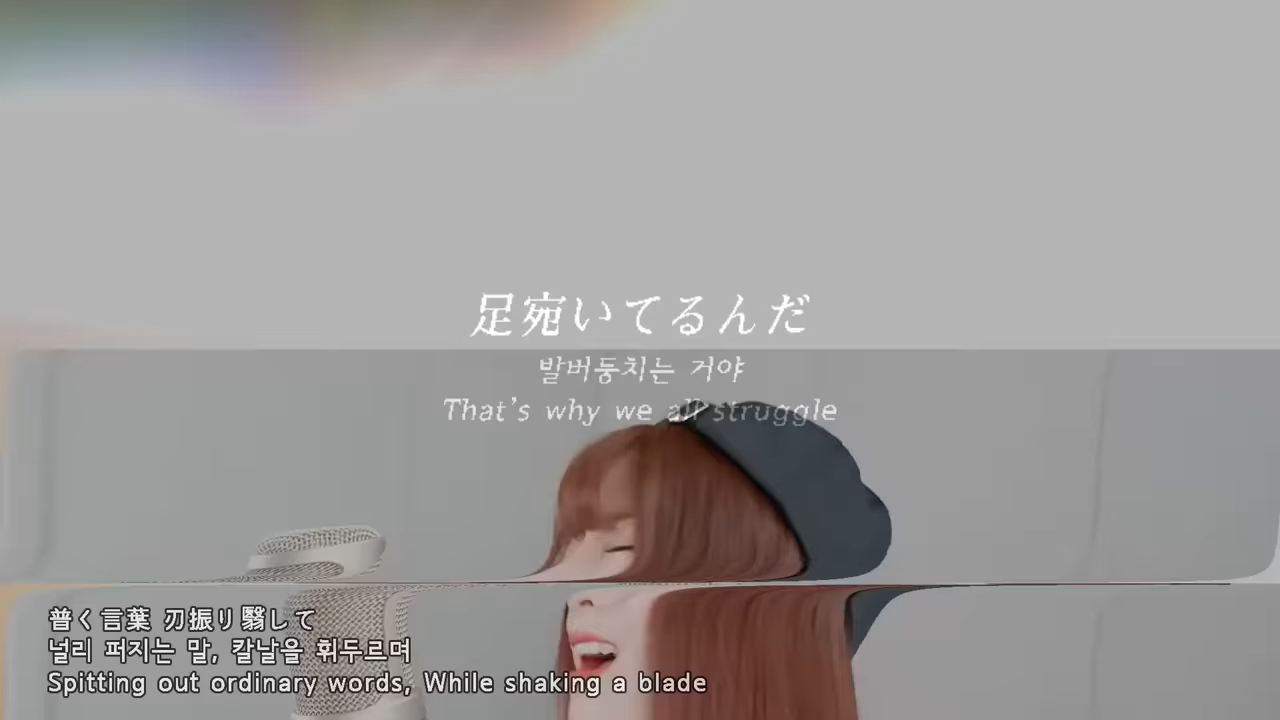 足宛いてるんだ
발버둥치는 거야
That's why we all struggle
普く言葉 刃振り翳して
널리 퍼지는 말, 칼날을 휘두르며
Spitting out ordinary words, While shaking a blade